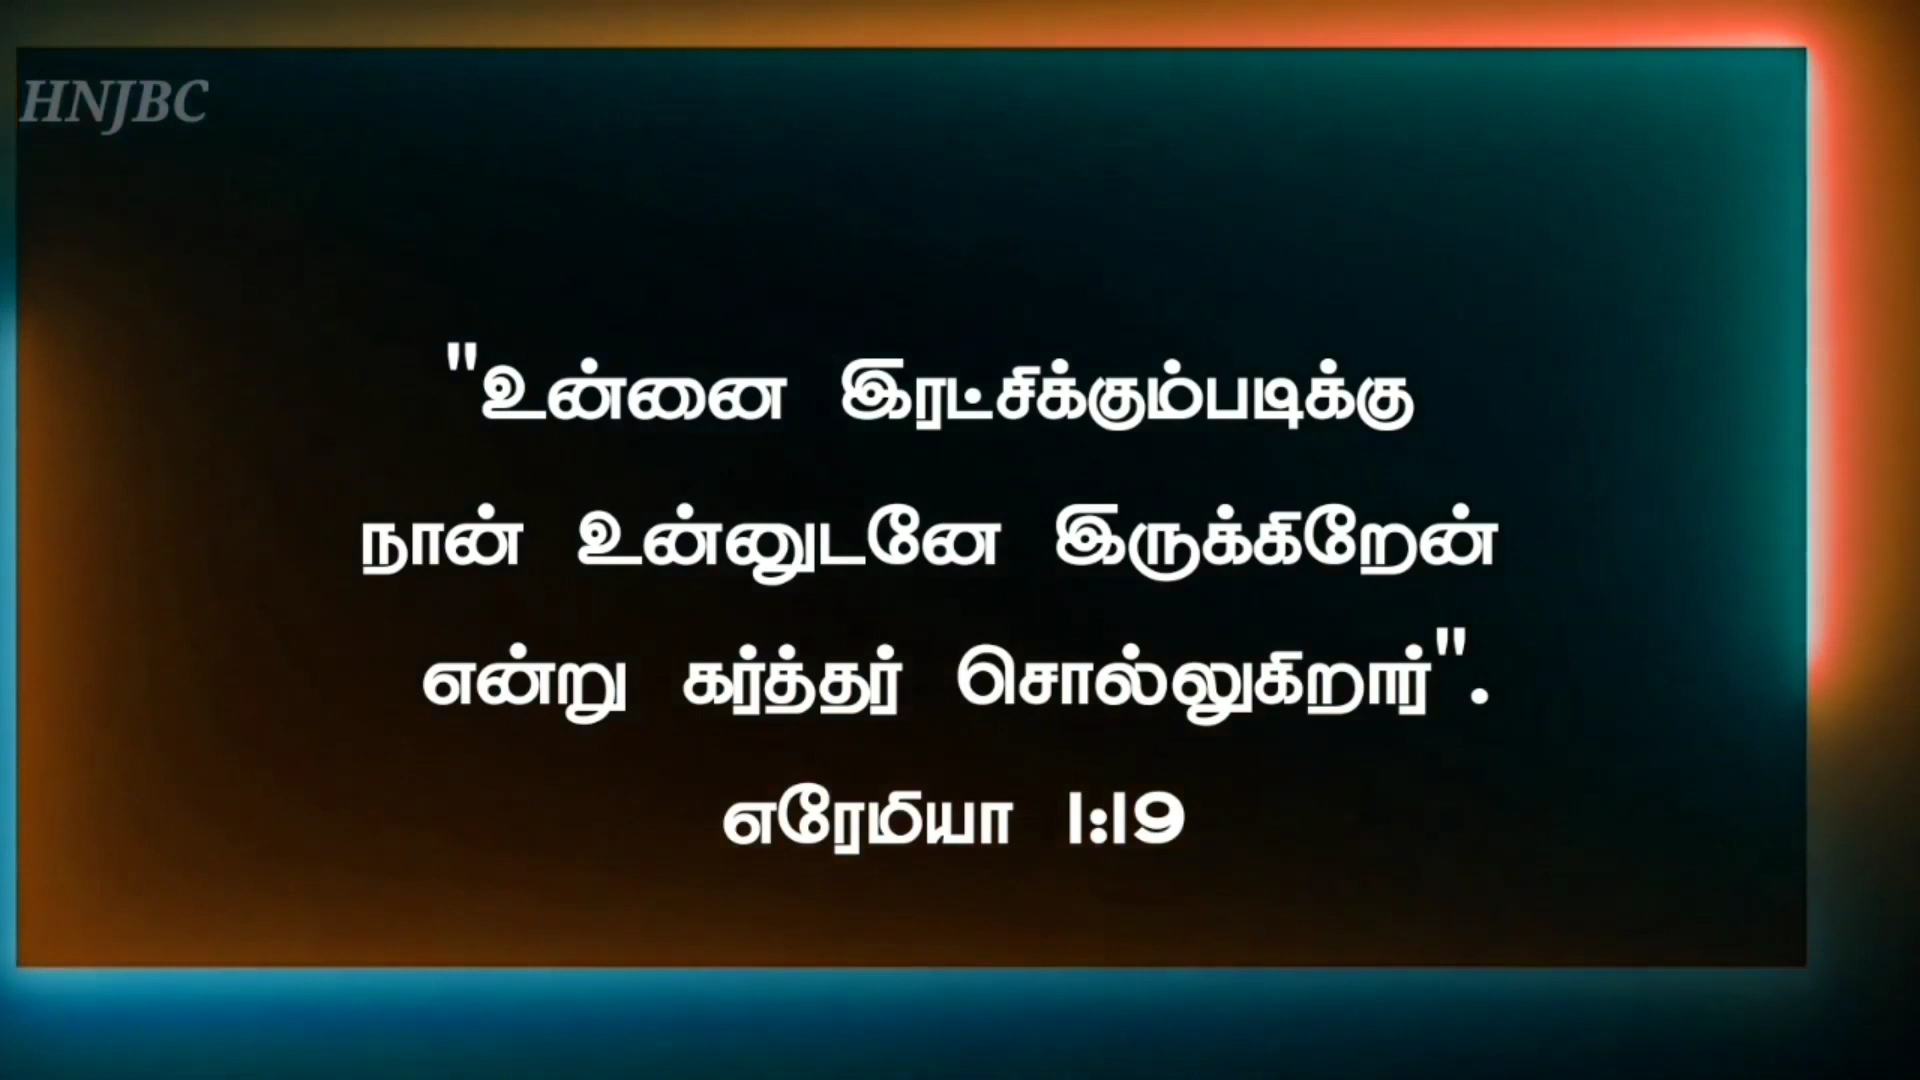 HNJBC
"உன்னை இரட்சிக்கும்படிக்கு
நான் உன்னுடனே இருக்கிறேன்
என்று கர்த்தர் சொல்லுகிறார்".
எரேமியா 1:19